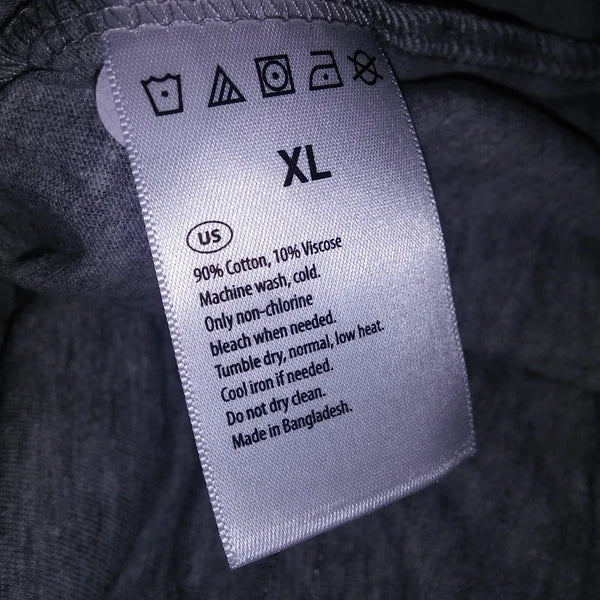 XL
US
90% Cotton, 10% Viscose
Machine wash, cold.
Only non-chlorine
bleach when needed.
Tumble dry, normal, low heat.
Cool iron if needed.
Do not dry clean.
Made in Bangladesh.